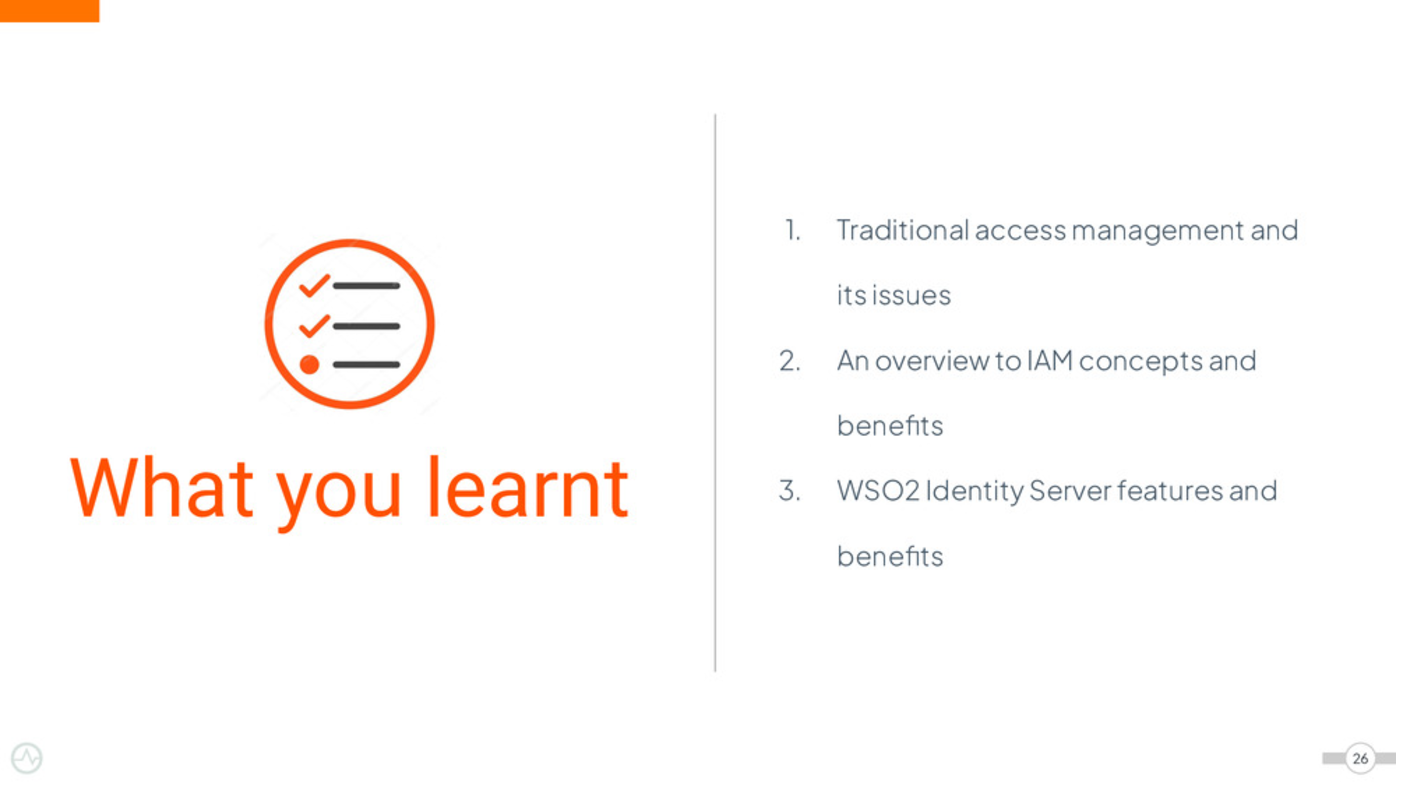 What you learnt
1. Traditional access management and
its issues
2. An overview to IAM concepts and
benefits
3. WSO2 Identity Server features and
benefits
26